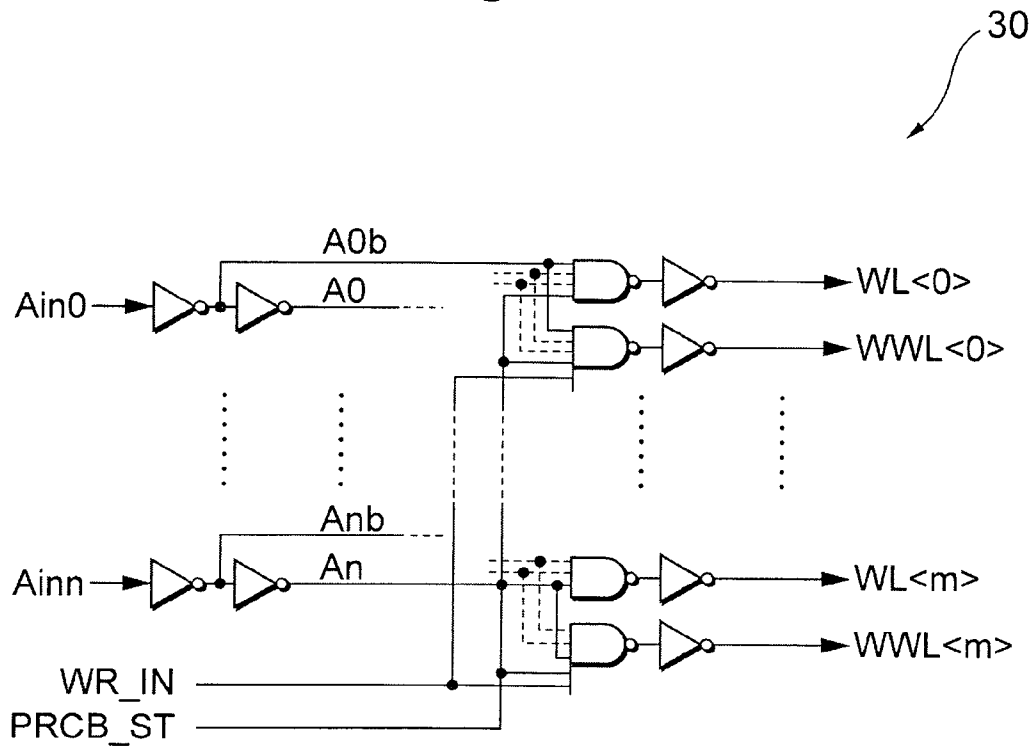 30
A0b
Ain0
A0
WL<0>
WWL<0>
Anb
Ainn
An
WL<m>
WWL<m>
WR_IN
PRCB_ST